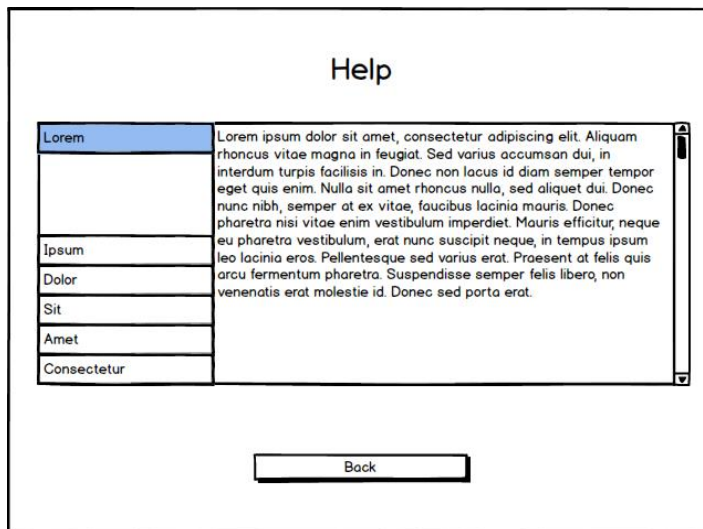 Help
Lorem
Lorem ipsum dolor sit amet, consectetur adipiscing elit. Aliquam
rhoncus vitae magna in feugiat. Sed varius accumsan dui, in
interdum turpis facilisis in. Donec non lacus id diam semper tempor
eget quis enim. Nulla sit amet rhoncus nulla, sed aliquet dui. Donec
nunc nibh, semper at ex vitae, faucibus lacinia mauris. Donec
pharetra nisi vitae enim vestibulum imperdiet. Mauris efficitur, neque
eu pharetra vestibulum, erat nunc suscipit neque, in tempus ipsum
leo lacinia eros. Pellentesque sed varius erat. Praesent at felis quis
arcu fermentum pharetra. Suspendisse semper felis libero, non
venenatis erat molestie id. Donec sed porta erat.
Ipsum
Dolor
Sit
Amet
Consectetur
Back